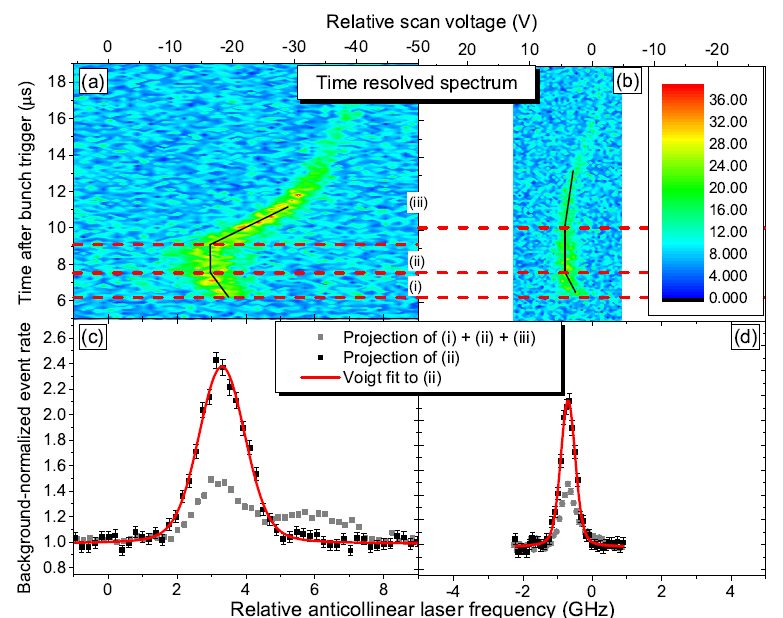 Relative scan voltage (V)
0 -10 -20 -30 -40 -50 20 10 0 -10 -20
(a)
Time resolved spectrum
(b)
Time after bunch trigger (µs)
18
16
14
12
10
8
6
36.00
32.00
28.00
24.00
20.00
16.00
12.00
8.000
4.000
0.000
(iii)
(ii)
(i)
(c)
Projection of (i) + (ii) + (iii)
Projection of (ii)
Voigt fit to (ii)
(d)
Background-normalized event rate
2.6
2.4
2.2
2.0
1.8
1.6
1.4
1.2
1.0
0.8
0 2 4 6 8 -4 -2 0 2 4
Relative anticollinear laser frequency (GHz)